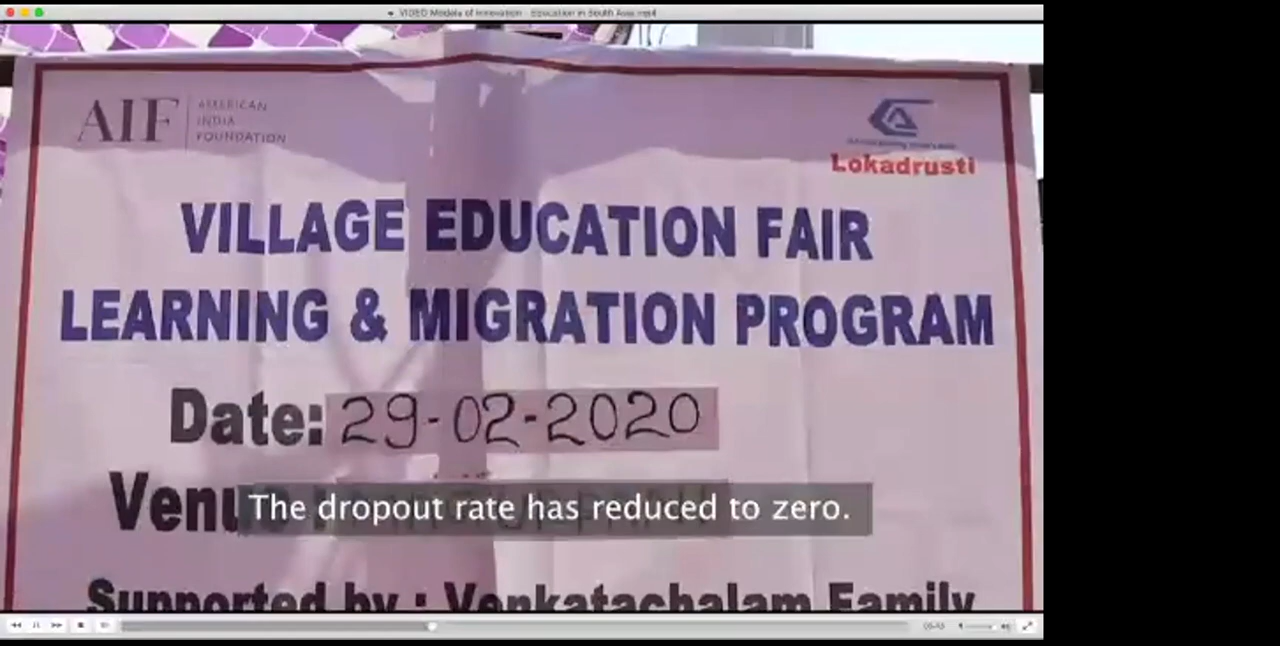 VIDEO Models of Innovation - Education in South Asia.mp4
AIF
AMERICAN
INDIA
FOUNDATION
Lokadrusti
VILLAGE EDUCATION FAIR
LEARNING & MIGRATION PROGRAM
Date: 29-02-2020
Venue :
The dropout rate has reduced to zero.
Supported by : Venkatachalam Family